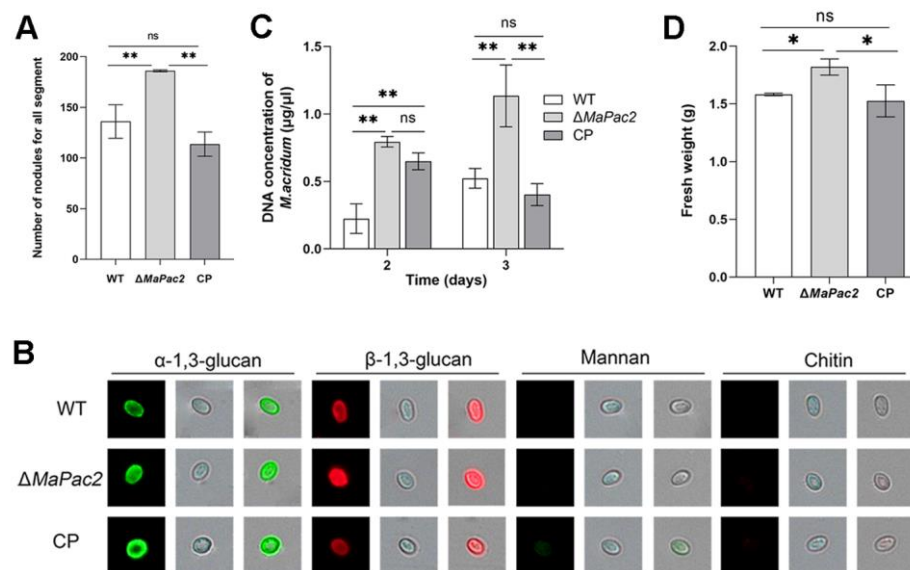 A
Number of nodules for all segment
200
150
100
50
0
ns
** **
WT ΔMaPac2 CP
C
DNA concentration of
M.acridum (μg/μl)
1.5
1.0
0.5
0.0
**
** ns
ns
** **
2 3
Time (days)
WT
ΔMaPac2
CP
D
Fresh weight (g)
2.0
1.5
1.0
0.5
0.0
ns
* *
WT ΔMaPac2 CP
B
α-1,3-glucan β-1,3-glucan Mannan Chitin
WT
ΔMaPac2
CP